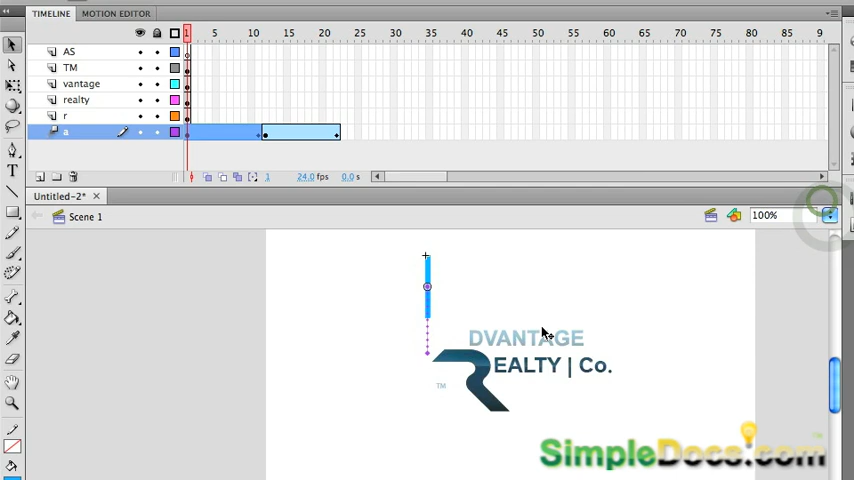 TIMELINE MOTION EDITOR
1 5 10 15 20 25 30 35 40 45 50 55 60 65 70 75 80 85 9
AS
TM
vantage
realty
r
a
1 24.0 fps 0.0 s
Untitled-2*
Scene 1
100%
T
DVANTAGE
EALTY | Co.
R
TM
SimpleDocs.com